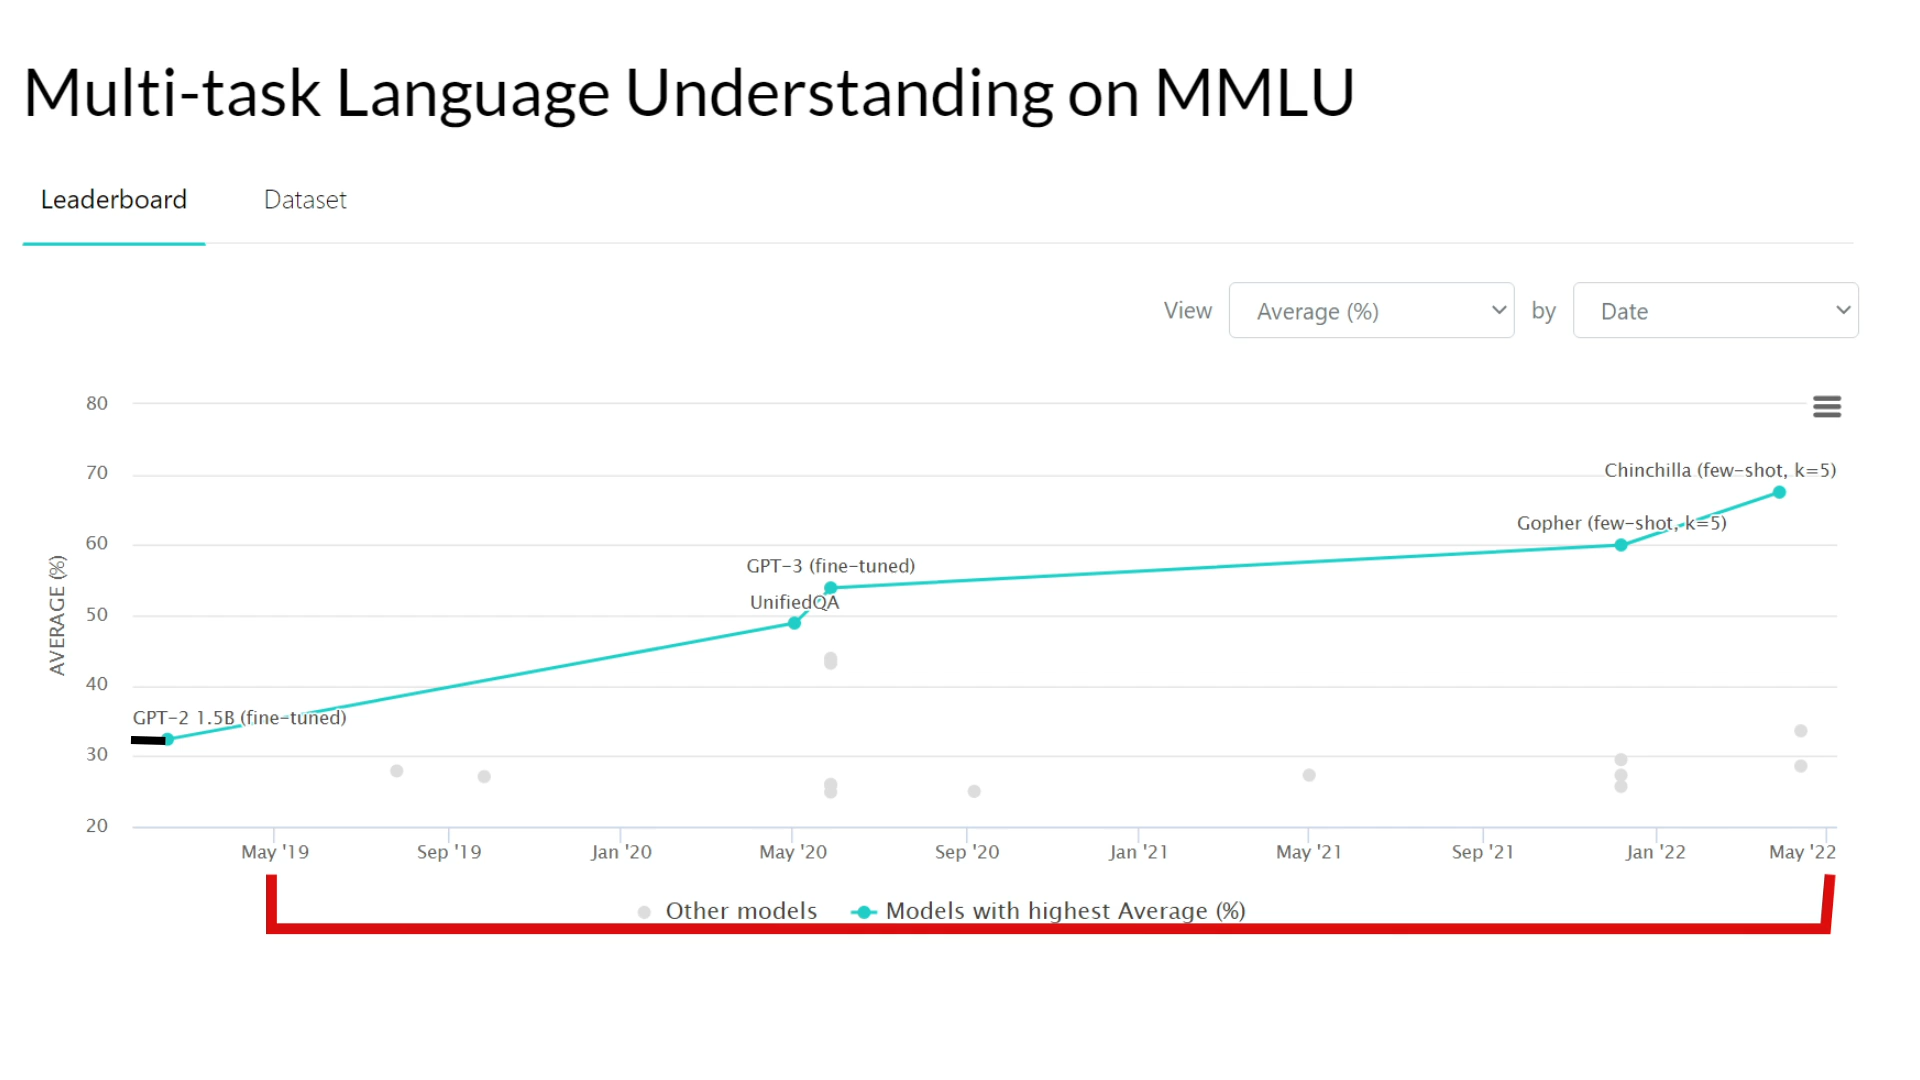 Multi-task Language Understanding on MMLU
Leaderboard Dataset
View Average (%) by Date
80
70
60
50
40
30
20
AVERAGE (%)
Chinchilla (few-shot, k=5)
Gopher (few-shot, k=5)
GPT-3 (fine-tuned)
UnifiedQA
GPT-2 1.5B (fine-tuned)
May '19 Sep '19 Jan '20 May '20 Sep '20 Jan '21 May '21 Sep '21 Jan '22 May '22
Other models Models with highest Average (%)